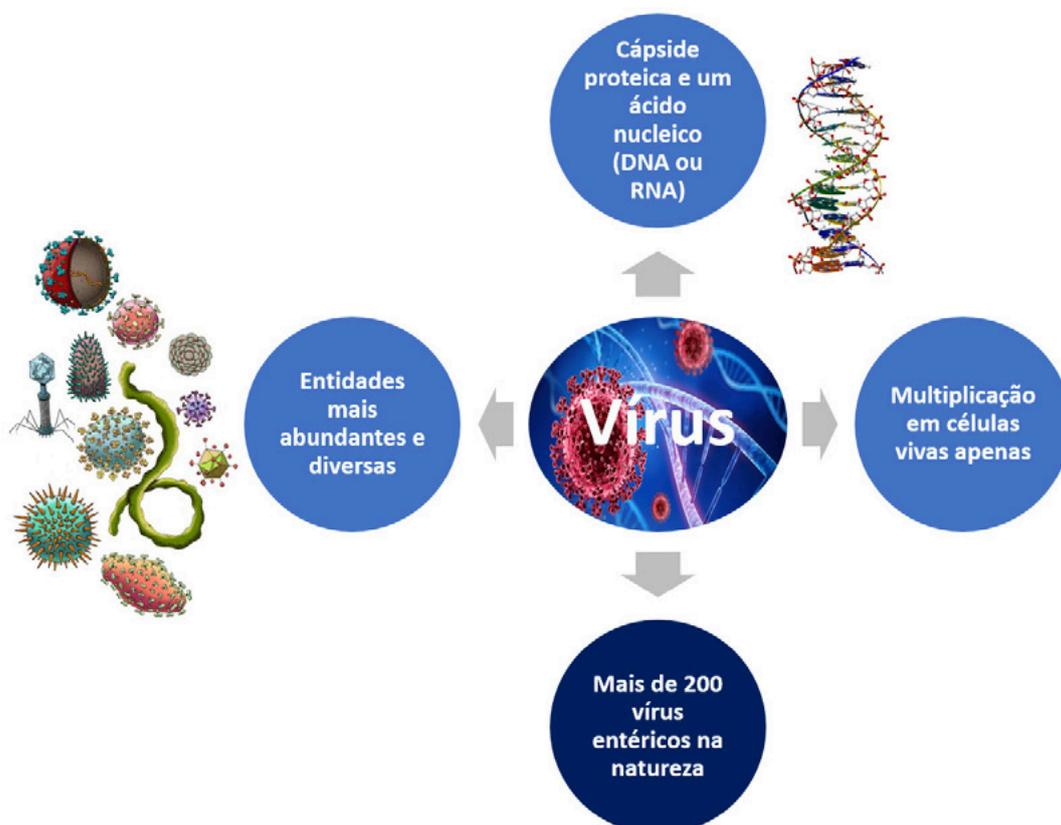 Cápside
proteica e um
ácido
nucleico
(DNA ou
RNA)
Entidades
mais
abundantes e
diversas
Vírus
Multiplicação
em células
vivas apenas
Mais de 200
vírus
entéricos na
natureza